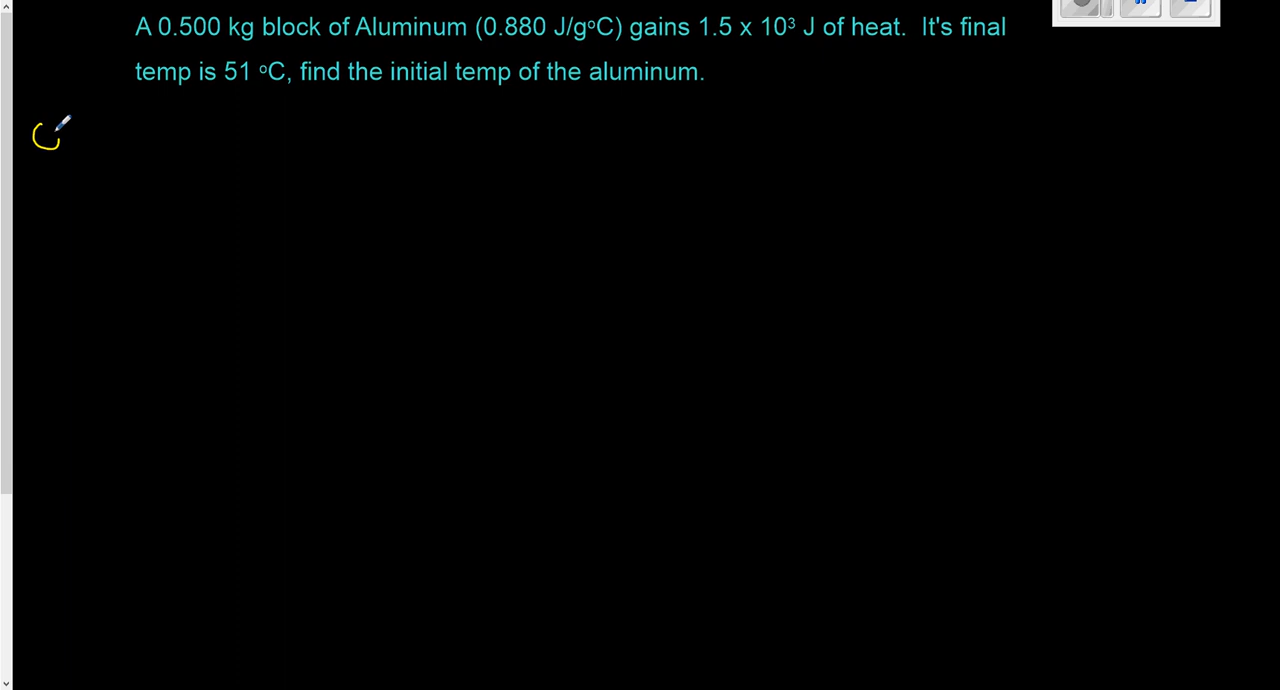 A 0.500 kg block of Aluminum (0.880 J/g°C) gains 1.5 x 10³ J of heat. It's final
temp is 51 °C, find the initial temp of the aluminum.